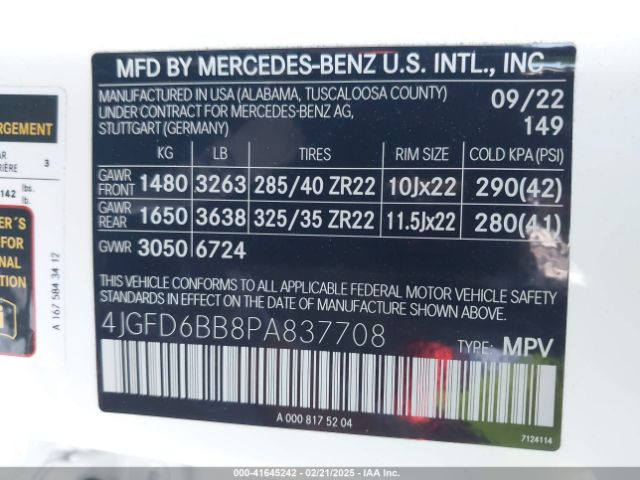 MFD BY MERCEDES-BENZ U.S. INTL., INC
MANUFACTURED IN USA (ALABAMA, TUSCALOOSA COUNTY) 09/22
UNDER CONTRACT FOR MERCEDES-BENZ AG,
STUTTGART (GERMANY) 149
KG LB TIRES RIM SIZE COLD KPA (PSI)
GAWR FRONT 1480 3263 285/40 ZR22 10Jx22 290(42)
GAWR REAR 1650 3638 325/35 ZR22 11.5Jx22 280(41)
GVWR 3050 6724
THIS VEHICLE CONFORMS TO ALL APPLICABLE FEDERAL MOTOR VEHICLE SAFETY
STANDARDS IN EFFECT ON THE DATE OF MANUFACTURE SHOWN ABOVE.
4JGFD6BB8PA837708 TYPE: MPV
A 000 817 52 04
7124114
3
142 lbs.
lb.
FOR
A 167 584 34 12
©-41645242 - 02/21/2025 - IAA Inc.